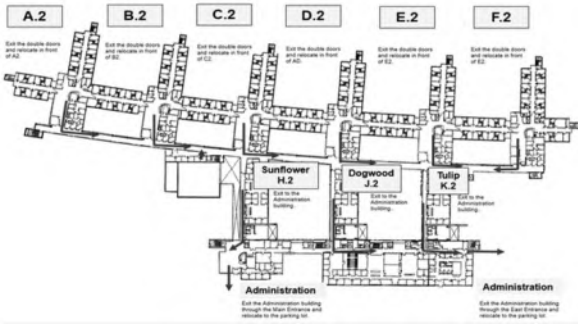 A.2
B.2
C.2
D.2
E.2
F.2
Exit the double doors
and relocate in front
of A2.
Exit the double doors
and relocate in front
of B2.
Exit the double doors
and relocate in front
of C2.
Exit the double doors
and relocate in front
of AD.
Exit the double doors
and relocate in front
of E2.
Exit the double doors
and relocate in front
of E2.
Sunflower
H.2
Dogwood
J.2
Tulip
K.2
Exit to the
Administration
building.
Exit to the
Administration
building.
Exit to the
Administration
building.
Administration
Exit the Administration building
through the Main Entrance and
relocate to the parking lot
Administration
Exit the Administration building
through the East Entrance and
relocate to the parking lot